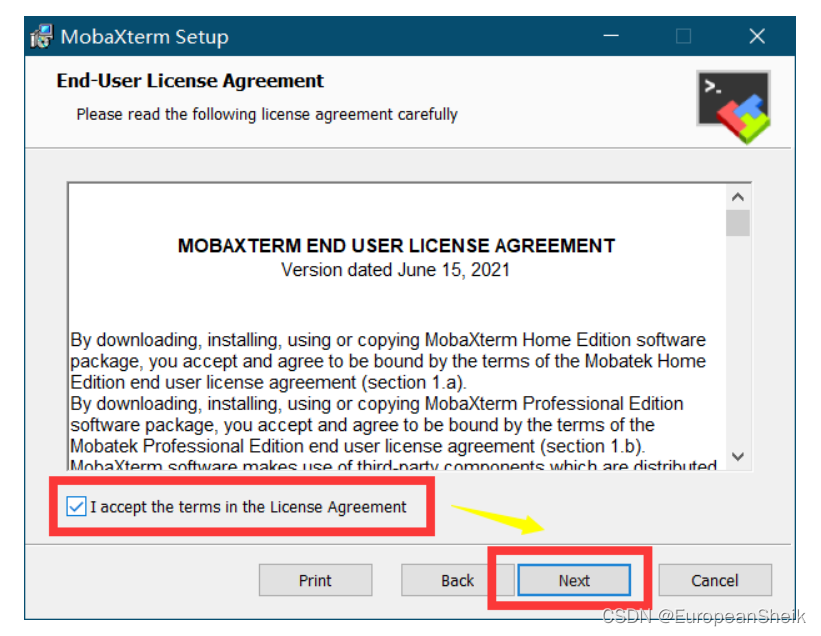 MobaXterm Setup
End-User License Agreement
Please read the following license agreement carefully
>.
MOBAXTERM END USER LICENSE AGREEMENT
Version dated June 15, 2021
By downloading, installing, using or copying MobaXterm Home Edition software
package, you accept and agree to be bound by the terms of the Mobatek Home
Edition end user license agreement (section 1.a).
By downloading, installing, using or copying MobaXterm Professional Edition
software package, you accept and agree to be bound by the terms of the
Mobatek Professional Edition end user license agreement (section 1.b).
MobaXterm software makes use of third-party components which are distributed
I accept the terms in the License Agreement
Print Back Next Cancel
CSDN @EuropeanSheik